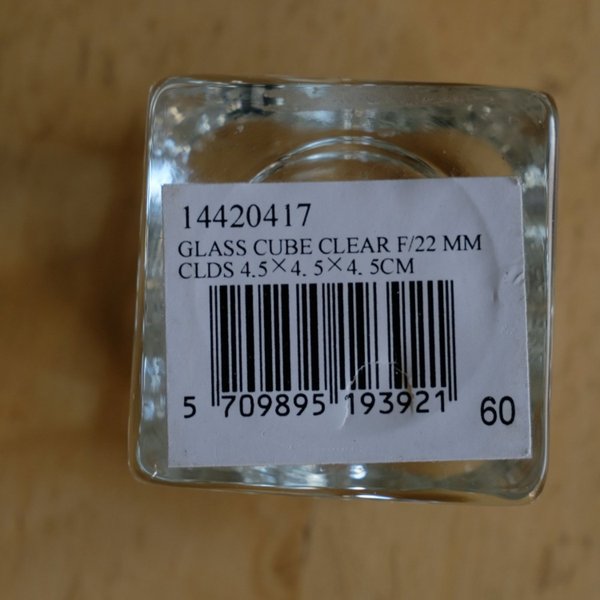 14420417
GLASS CUBE CLEAR F/22 MM
CLDS 4.5×4. 5×4. 5CM
5 709895 193921 60